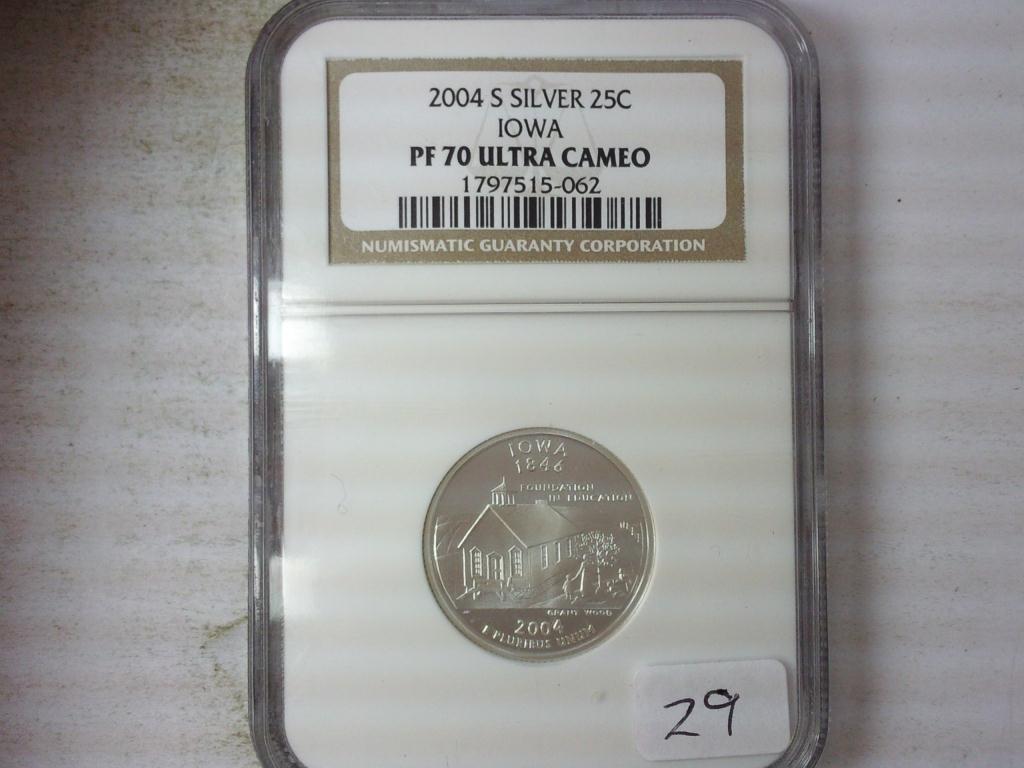 2004 S SILVER 25C
IOWA
PF 70 ULTRA CAMEO
1797515-062
NUMISMATIC GUARANTY CORPORATION
IOWA
1846
FOUNDATION
IN EDUCATION
GRANT WOOD
2004
E PLURIBUS UNUM
29